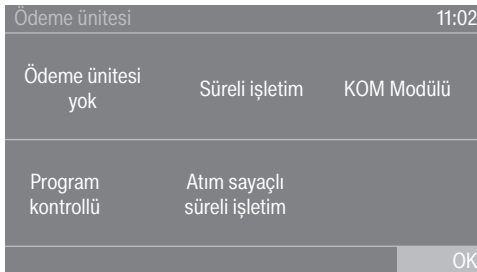 Ödeme ünitesi 11:02
Ödeme ünitesi
yok
Süreli işletim
KOM Modülü
Program
kontrollü
Atım sayaçlı
süreli işletim
OK